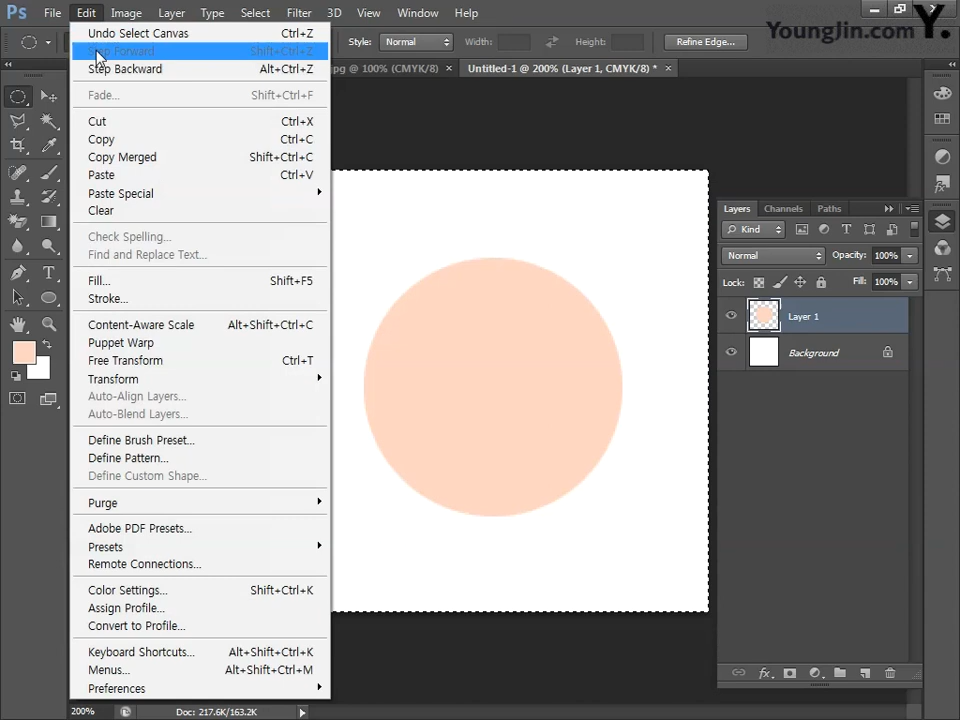 Ps File Edit Image Layer Type Select Filter 3D View Window Help
Younglin.com Y.
Style: Normal Width: Height: Refine Edge...
.jpg @ 100% (CMYK/8) × Untitled-1 @ 200% (Layer 1, CMYK/8) * ×
Undo Select Canvas Ctrl+Z
Step Forward Shift+Ctrl+Z
Step Backward Alt+Ctrl+Z
Fade... Shift+Ctrl+F
Cut Ctrl+X
Copy Ctrl+C
Copy Merged Shift+Ctrl+C
Paste Ctrl+V
Paste Special
Clear
Check Spelling...
Find and Replace Text...
Fill... Shift+F5
Stroke...
Content-Aware Scale Alt+Shift+Ctrl+C
Puppet Warp
Free Transform Ctrl+T
Transform
Auto-Align Layers...
Auto-Blend Layers...
Define Brush Preset...
Define Pattern...
Define Custom Shape...
Purge
Adobe PDF Presets...
Presets
Remote Connections...
Color Settings... Shift+Ctrl+K
Assign Profile...
Convert to Profile...
Keyboard Shortcuts... Alt+Shift+Ctrl+K
Menus... Alt+Shift+Ctrl+M
Preferences
Layers Channels Paths
Kind
Normal Opacity: 100%
Lock: Fill: 100%
Layer 1
Background
fx
200% Doc: 217.6K/163.2K